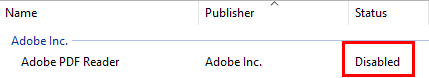 Name Publisher Status
Adobe Inc.
Adobe PDF Reader Adobe Inc. Disabled